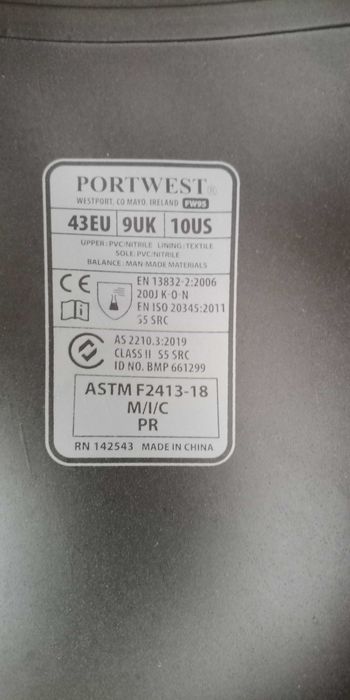 PORTWEST®
WESTPORT, CO MAYO, IRELAND FW95
43EU 9UK 10US
UPPER: PVC/NITRILE LINING: TEXTILE
SOLE: PVC/NITRILE
BALANCE: MAN-MADE MATERIALS
CE
EN 13832-2:2006
200J K·O·N
EN ISO 20345:2011
S5 SRC
i
AS 2210.3:2019
CLASS II S5 SRC
ID NO. BMP 661299
ASTM F2413-18
M/I/C
PR
RN 142543 MADE IN CHINA